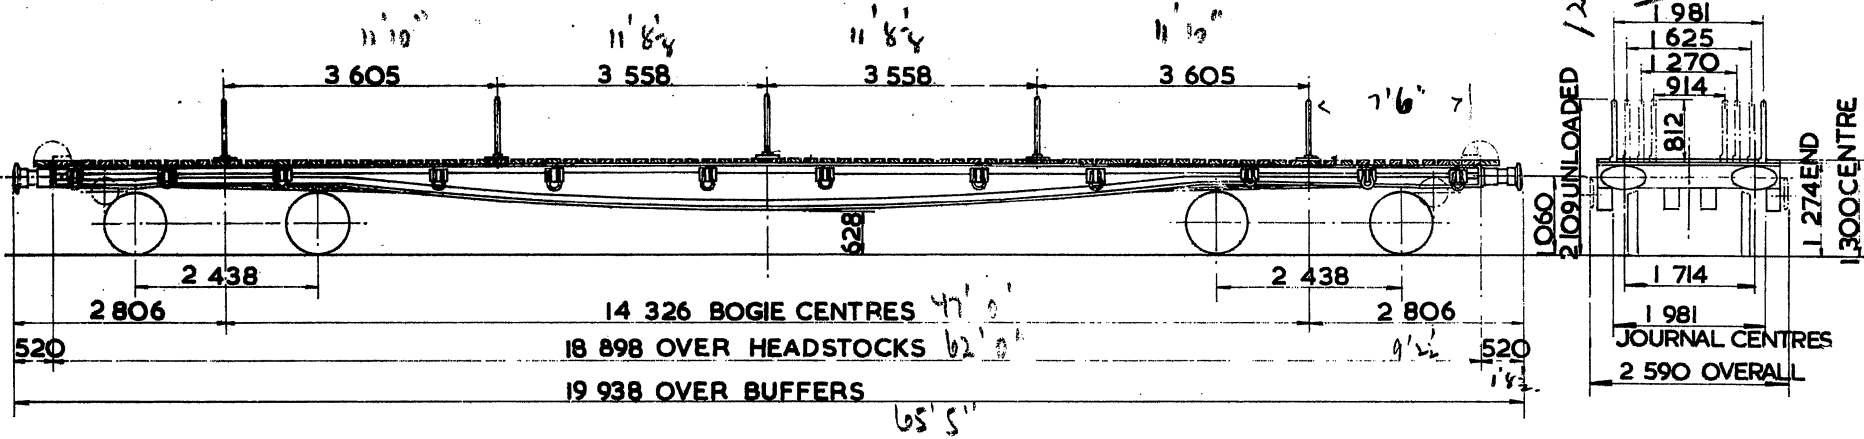 11'10" 11'8⅛ 11'8⅛ 11'10"
3 605 3 558 3 558 3 605
7'6"
1 981
1 625
1 270
914
812
628
1060
2109 UNLOADED
1 274 END
1 300 CENTRE
2 438 2 438 1 714
2 806 14 326 BOGIE CENTRES 47' 0" 2 806 1 981
JOURNAL CENTRES
520 18 898 OVER HEADSTOCKS 62' 0" 9'2½ 520
2 590 OVERALL
1'8½
19 938 OVER BUFFERS
65' 5"